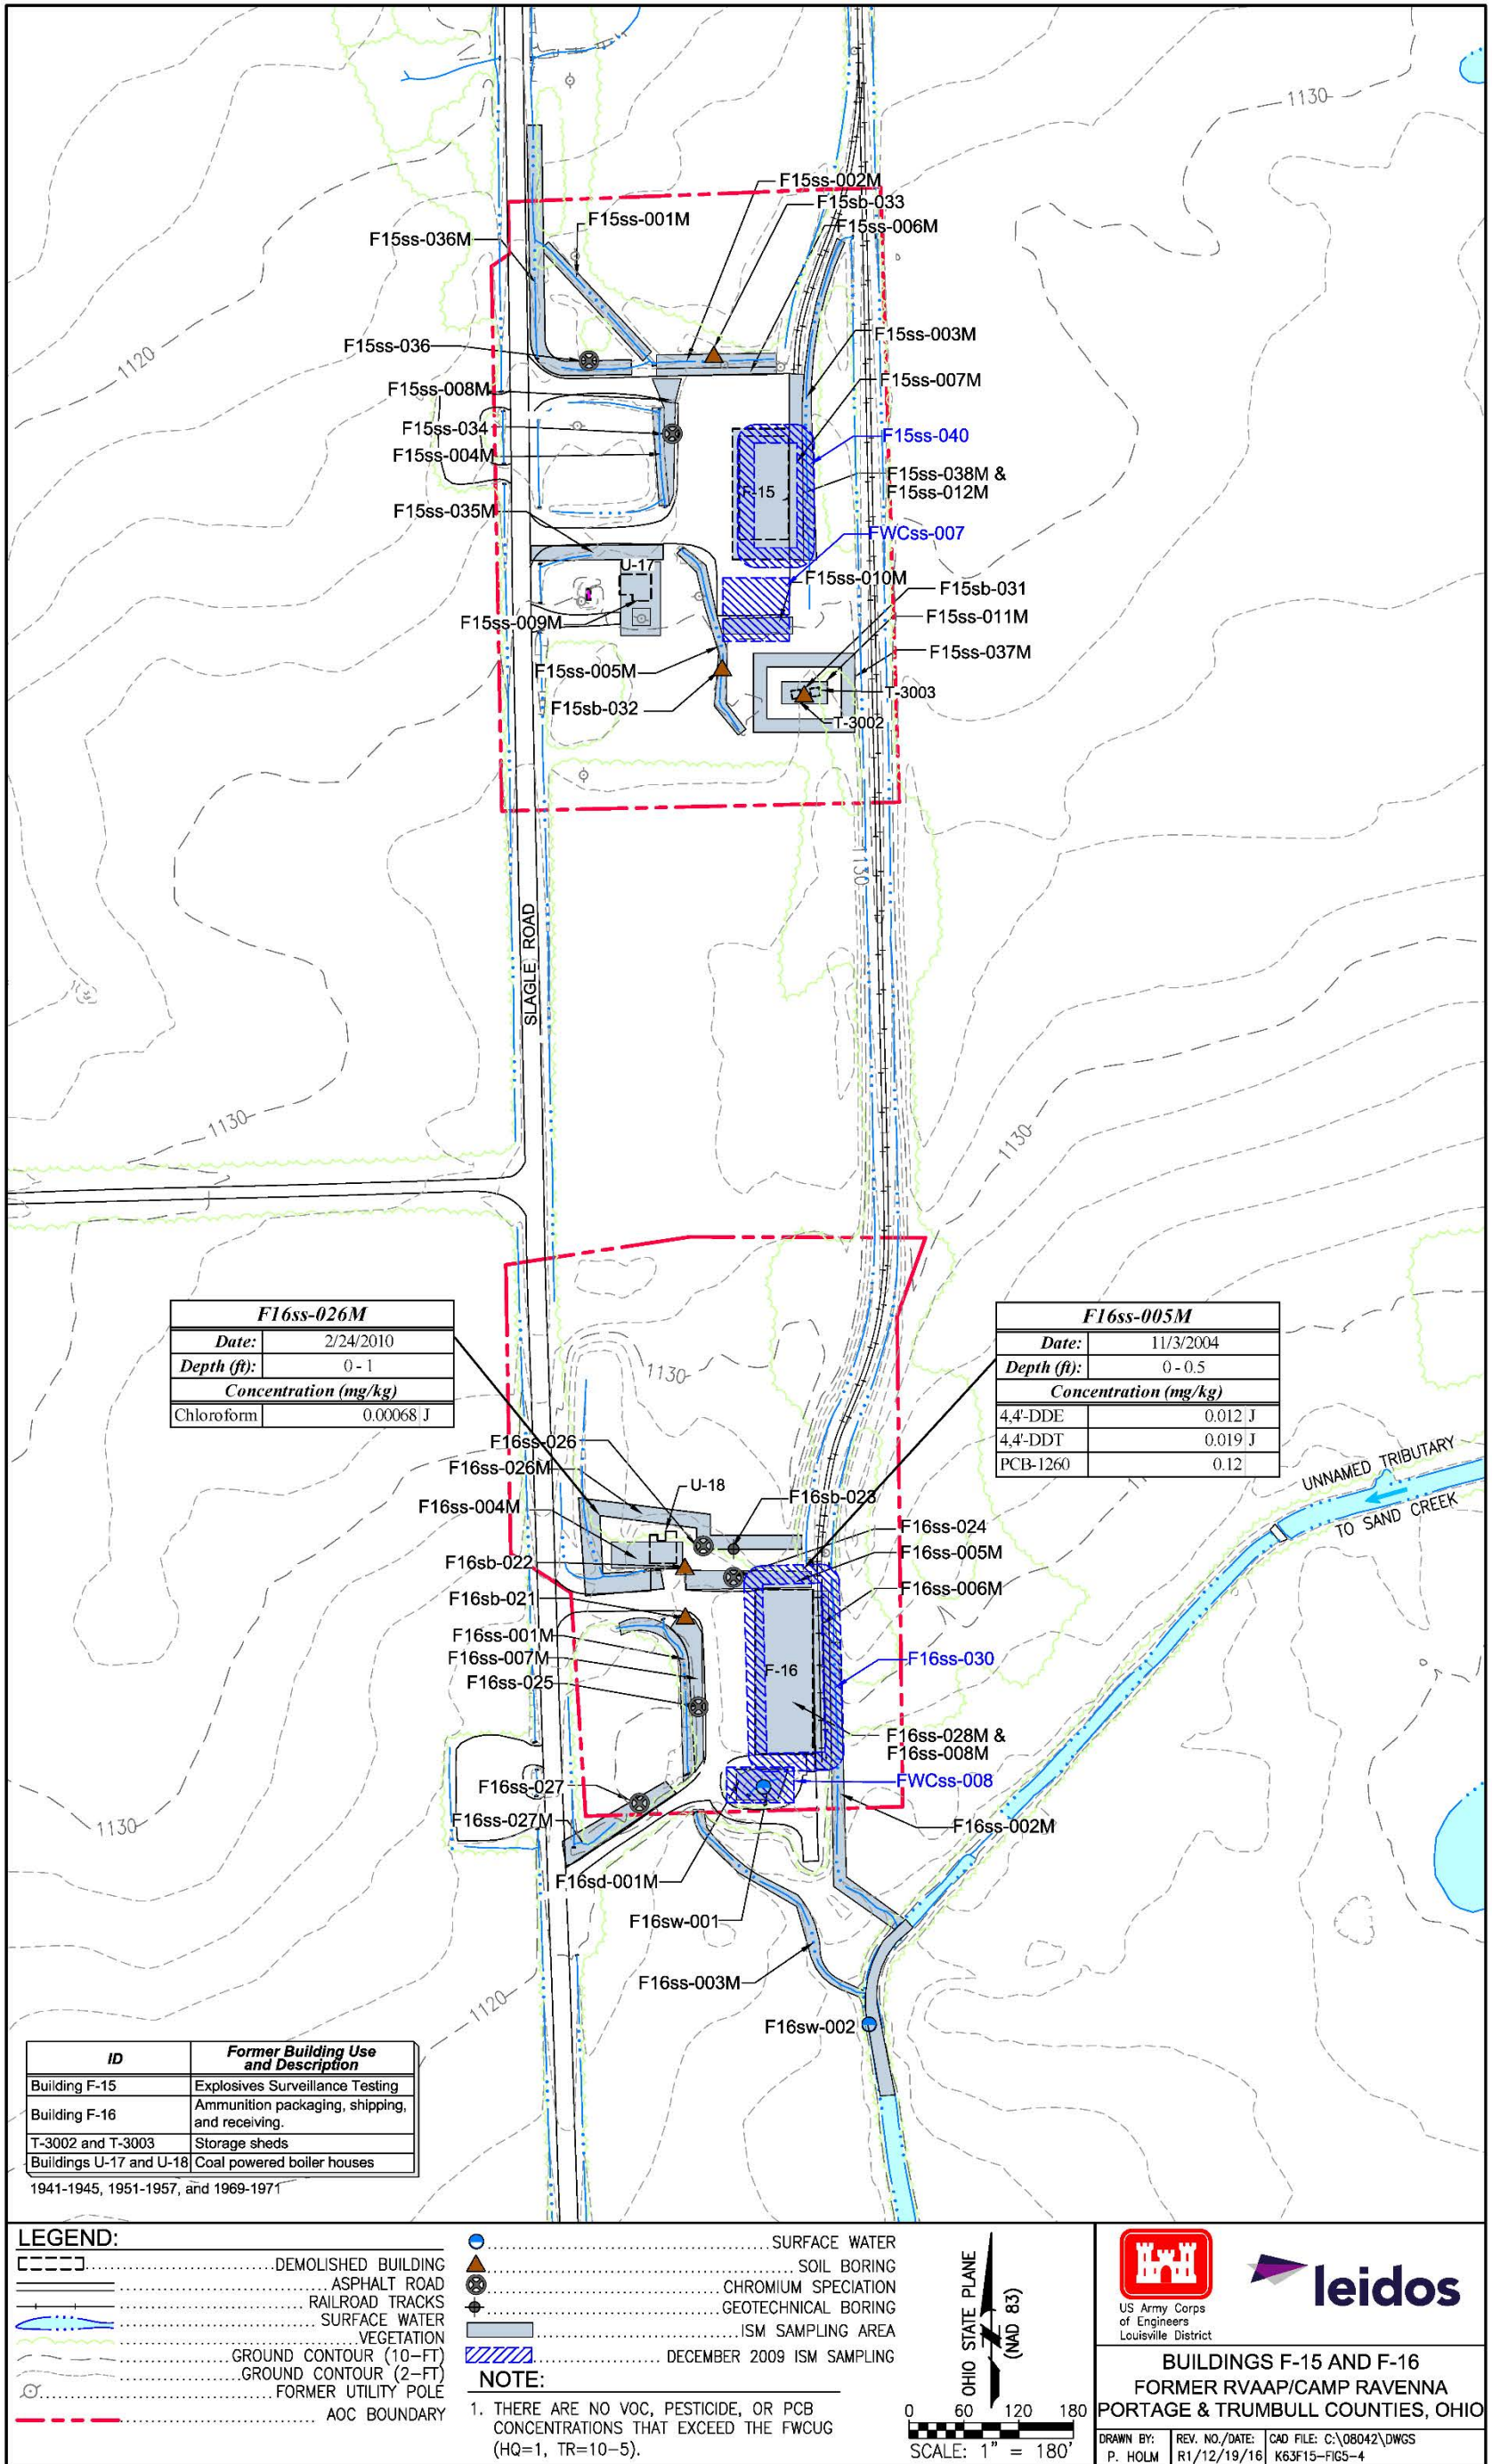 1130
F15ss-002M
F15sb-033
F15ss-006M
F15ss-001M
F15ss-036M
F15ss-003M
F15ss-036
1120
F15ss-007M
F15ss-008M
F15ss-034
F15ss-040
F15ss-004M
F15ss-038M &
F15ss-012M
F-15
F15ss-035M
FWCss-007
U-17
F15ss-010M
F15sb-031
F15ss-011M
F15ss-009M
F15ss-037M
F15ss-005M
T-3003
F15sb-032
T-3002
1130
SLAGLE ROAD
1130
1130
F16ss-026M
Date: 2/24/2010
Depth (ft): 0 - 1
Concentration (mg/kg)
Chloroform 0.00068 J
F16ss-005M
Date: 11/3/2004
Depth (ft): 0 - 0.5
Concentration (mg/kg)
4,4'-DDE 0.012 J
4,4'-DDT 0.019 J
PCB-1260 0.12
1130
UNNAMED TRIBUTARY
TO SAND CREEK
F16ss-026
F16ss-026M
U-18
F16sb-023
F16ss-004M
F16ss-024
F16ss-005M
F16sb-022
F16ss-006M
F16sb-021
F16ss-001M
F16ss-007M
F16ss-030
F-16
F16ss-025
F16ss-028M &
F16ss-008M
FWCss-008
F16ss-027
F16ss-027M
F16ss-002M
1130
F16sd-001M
F16sw-001
F16ss-003M
1120
F16sw-002
ID Former Building Use
and Description
Building F-15 Explosives Surveillance Testing
Building F-16 Ammunition packaging, shipping,
and receiving.
T-3002 and T-3003 Storage sheds
Buildings U-17 and U-18 Coal powered boiler houses
1941-1945, 1951-1957, and 1969-1971
LEGEND:
DEMOLISHED BUILDING
ASPHALT ROAD
RAILROAD TRACKS
SURFACE WATER
VEGETATION
GROUND CONTOUR (10-FT)
GROUND CONTOUR (2-FT)
FORMER UTILITY POLE
AOC BOUNDARY
SURFACE WATER
SOIL BORING
CHROMIUM SPECIATION
GEOTECHNICAL BORING
ISM SAMPLING AREA
DECEMBER 2009 ISM SAMPLING
NOTE:
1. THERE ARE NO VOC, PESTICIDE, OR PCB
CONCENTRATIONS THAT EXCEED THE FWCUG
(HQ=1, TR=10-5).
OHIO STATE PLANE
(NAD 83)
0 60 120 180
SCALE: 1" = 180'
US Army Corps
of Engineers
Louisville District
leidos
BUILDINGS F-15 AND F-16
FORMER RVAAP/CAMP RAVENNA
PORTAGE & TRUMBULL COUNTIES, OHIO
DRAWN BY: REV. NO./DATE: CAD FILE: C:\08042\DWGS
P. HOLM R1/12/19/16 K63F15-FIG5-4